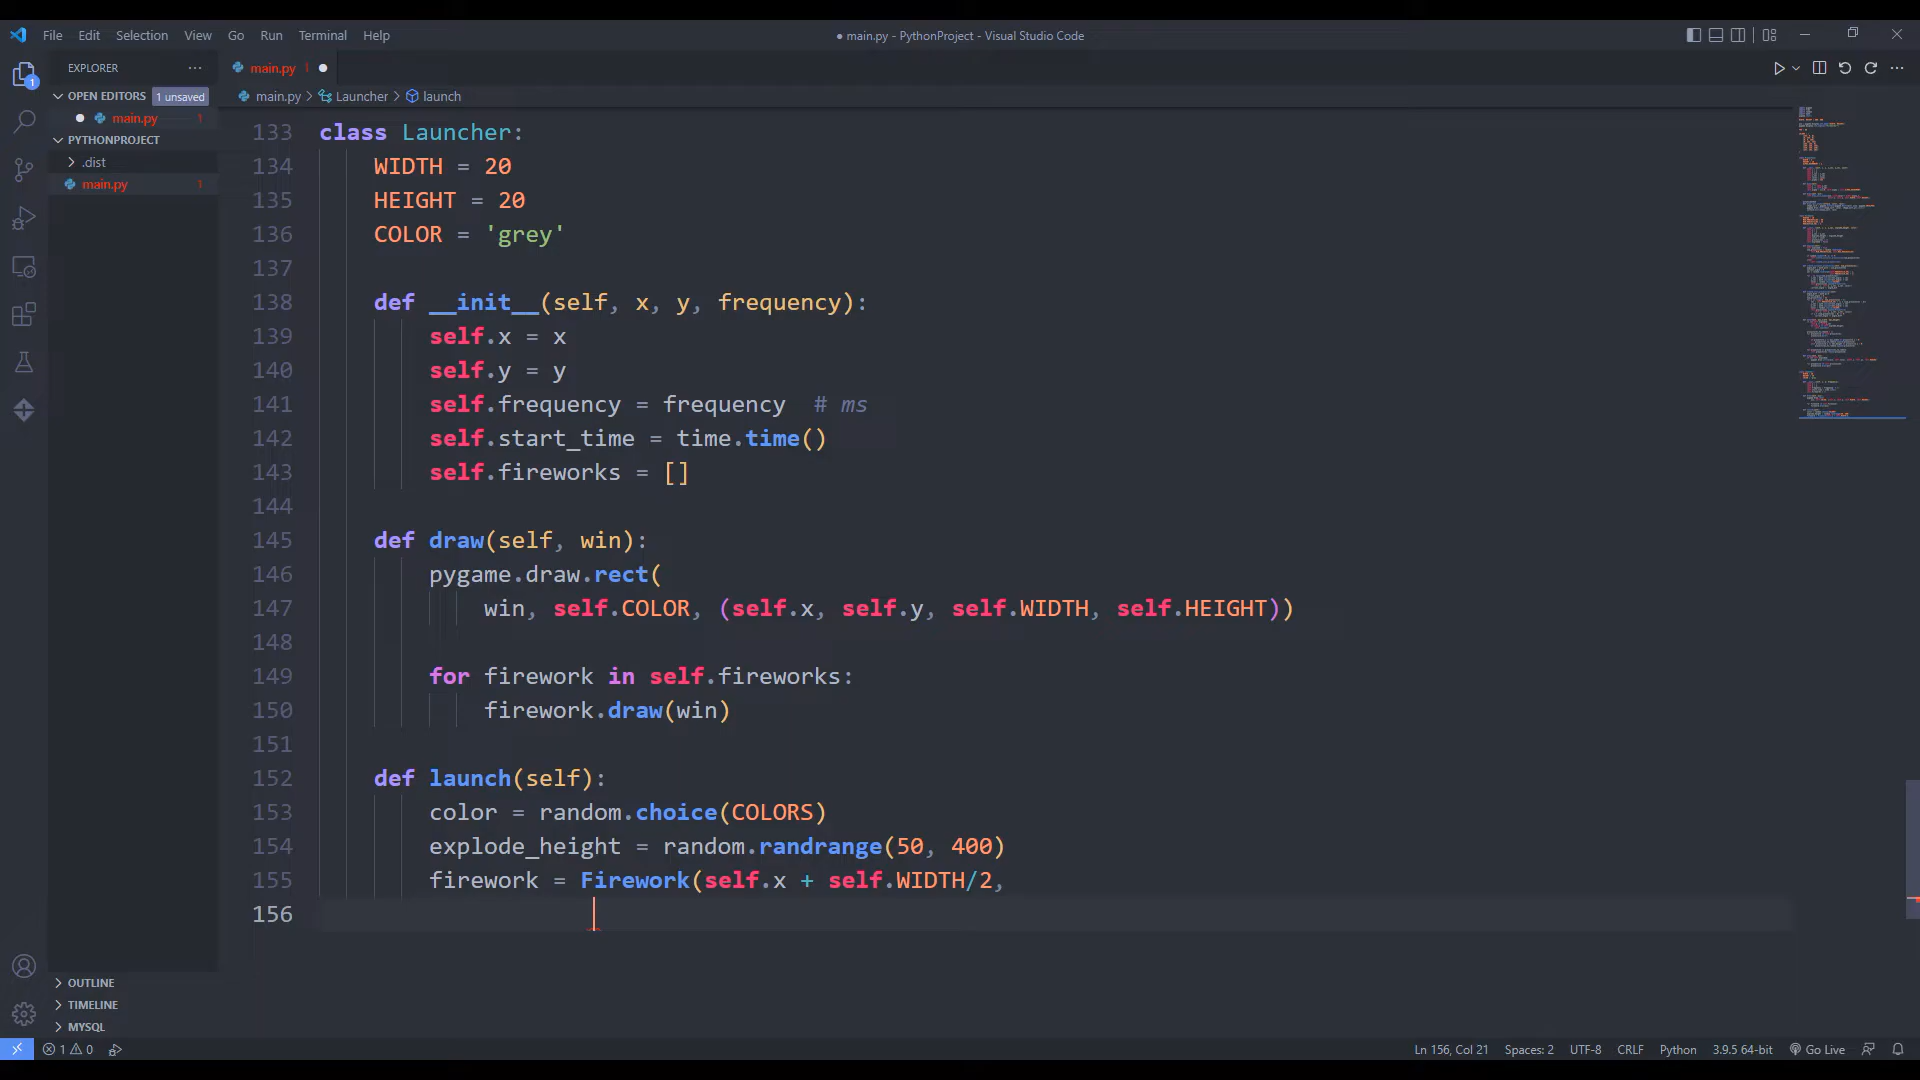 File Edit Selection View Go Run Terminal Help
● main.py - PythonProject - Visual Studio Code
EXPLORER
OPEN EDITORS 1 unsaved
main.py 1
PYTHONPROJECT
.dist
main.py 1
OUTLINE
TIMELINE
MYSQL
main.py 1
main.py > Launcher > launch
133 class Launcher:
134     WIDTH = 20
135     HEIGHT = 20
136     COLOR = 'grey'
137
138     def __init__(self, x, y, frequency):
139         self.x = x
140         self.y = y
141         self.frequency = frequency  # ms
142         self.start_time = time.time()
143         self.fireworks = []
144
145     def draw(self, win):
146         pygame.draw.rect(
147             win, self.COLOR, (self.x, self.y, self.WIDTH, self.HEIGHT))
148
149         for firework in self.fireworks:
150             firework.draw(win)
151
152     def launch(self):
153         color = random.choice(COLORS)
154         explode_height = random.randrange(50, 400)
155         firework = Firework(self.x + self.WIDTH/2,
156
1 0
Ln 156, Col 21 Spaces: 2 UTF-8 CRLF Python 3.9.5 64-bit Go Live